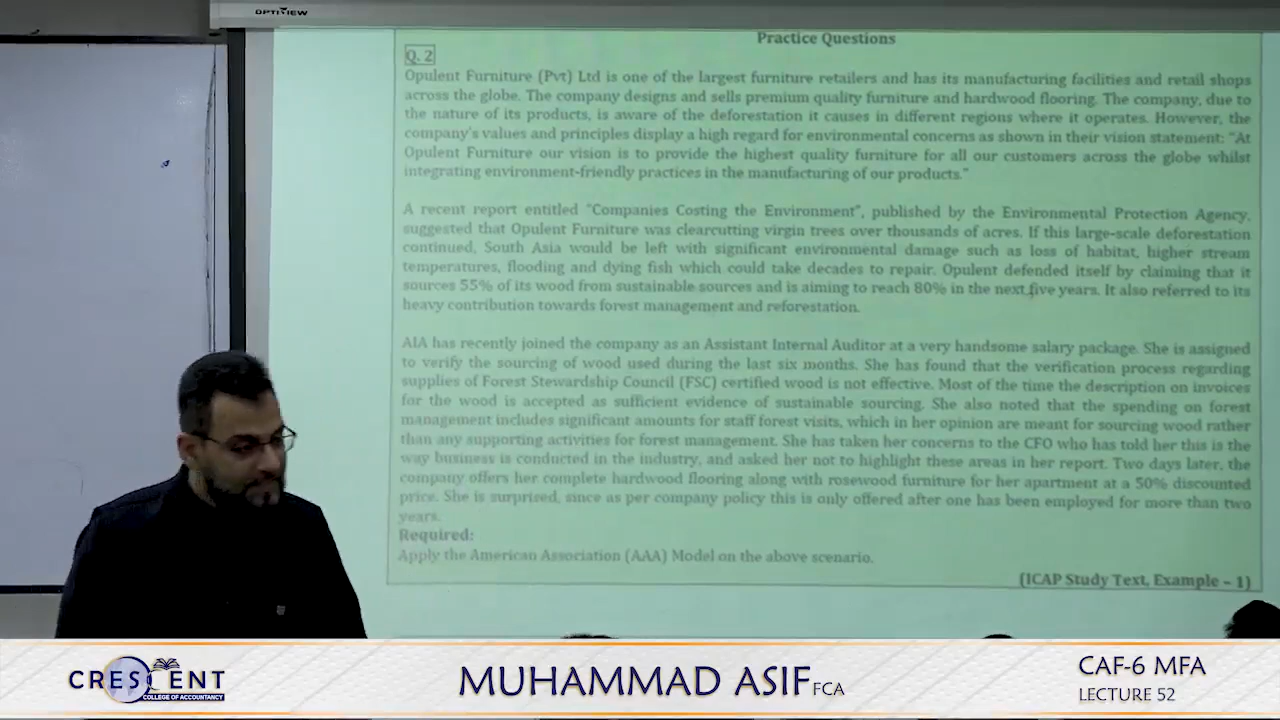 OPTIVIEW
Practice Questions
Q. 2
Opulent Furniture (Pvt) Ltd is one of the largest furniture retailers and has its manufacturing facilities and retail shops
across the globe. The company designs and sells premium quality furniture and hardwood flooring. The company, due to
the nature of its products, is aware of the deforestation it causes in different regions where it operates. However, the
company's values and principles display a high regard for environmental concerns as shown in their vision statement: "At
Opulent Furniture our vision is to provide the highest quality furniture for all our customers across the globe whilst
integrating environment-friendly practices in the manufacturing of our products."
A recent report entitled "Companies Costing the Environment", published by the Environmental Protection Agency,
suggested that Opulent Furniture was clearcutting virgin trees over thousands of acres. If this large-scale deforestation
continued, South Asia would be left with significant environmental damage such as loss of habitat, higher stream
temperatures, flooding and dying fish which could take decades to repair. Opulent defended itself by claiming that it
sources 55% of its wood from sustainable sources and is aiming to reach 80% in the next five years. It also referred to its
heavy contribution towards forest management and reforestation.
AIA has recently joined the company as an Assistant Internal Auditor at a very handsome salary package. She is assigned
to verify the sourcing of wood used during the last six months. She has found that the verification process regarding
supplies of Forest Stewardship Council (FSC) certified wood is not effective. Most of the time the description on invoices
for the wood is accepted as sufficient evidence of sustainable sourcing. She also noted that the spending on forest
management includes significant amounts for staff forest visits, which in her opinion are meant for sourcing wood rather
than any supporting activities for forest management. She has taken her concerns to the CFO who has told her this is the
way business is conducted in the industry, and asked her not to highlight these areas in her report. Two days later, the
company offers her complete hardwood flooring along with rosewood furniture for her apartment at a 50% discounted
price. She is surprised, since as per company policy this is only offered after one has been employed for more than two
years.
Required:
Apply the American Association (AAA) Model on the above scenario.
(ICAP Study Text, Example – 1)
CRESCENT
COLLEGE OF ACCOUNTANCY
MUHAMMAD ASIF FCA
CAF-6 MFA
LECTURE 52